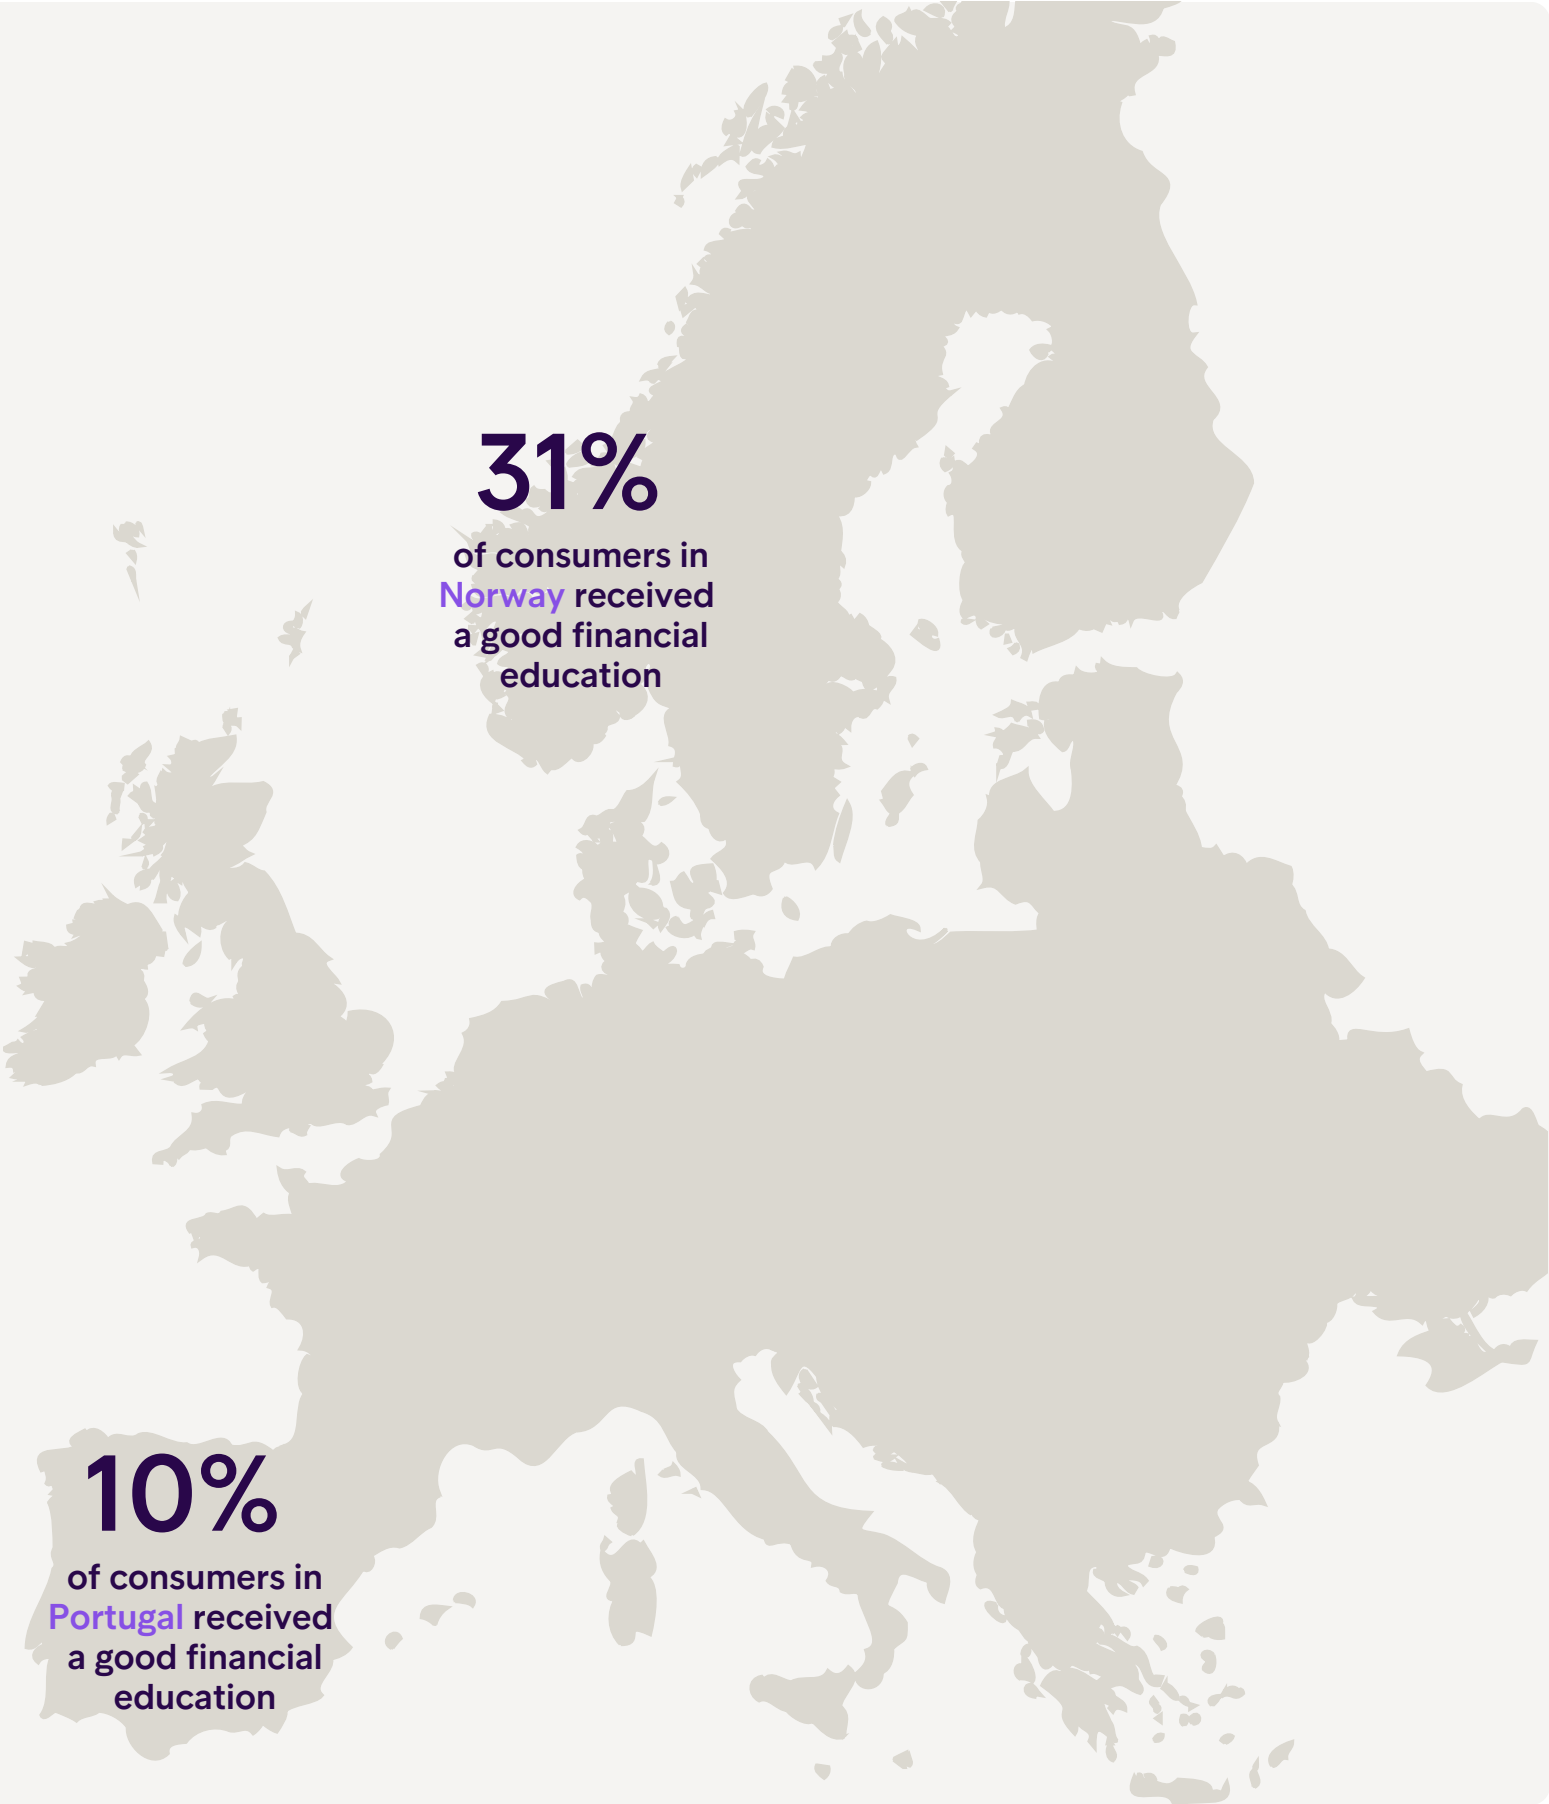 31%
of consumers in
Norway received
a good financial
education
10%
of consumers in
Portugal received
a good financial
education